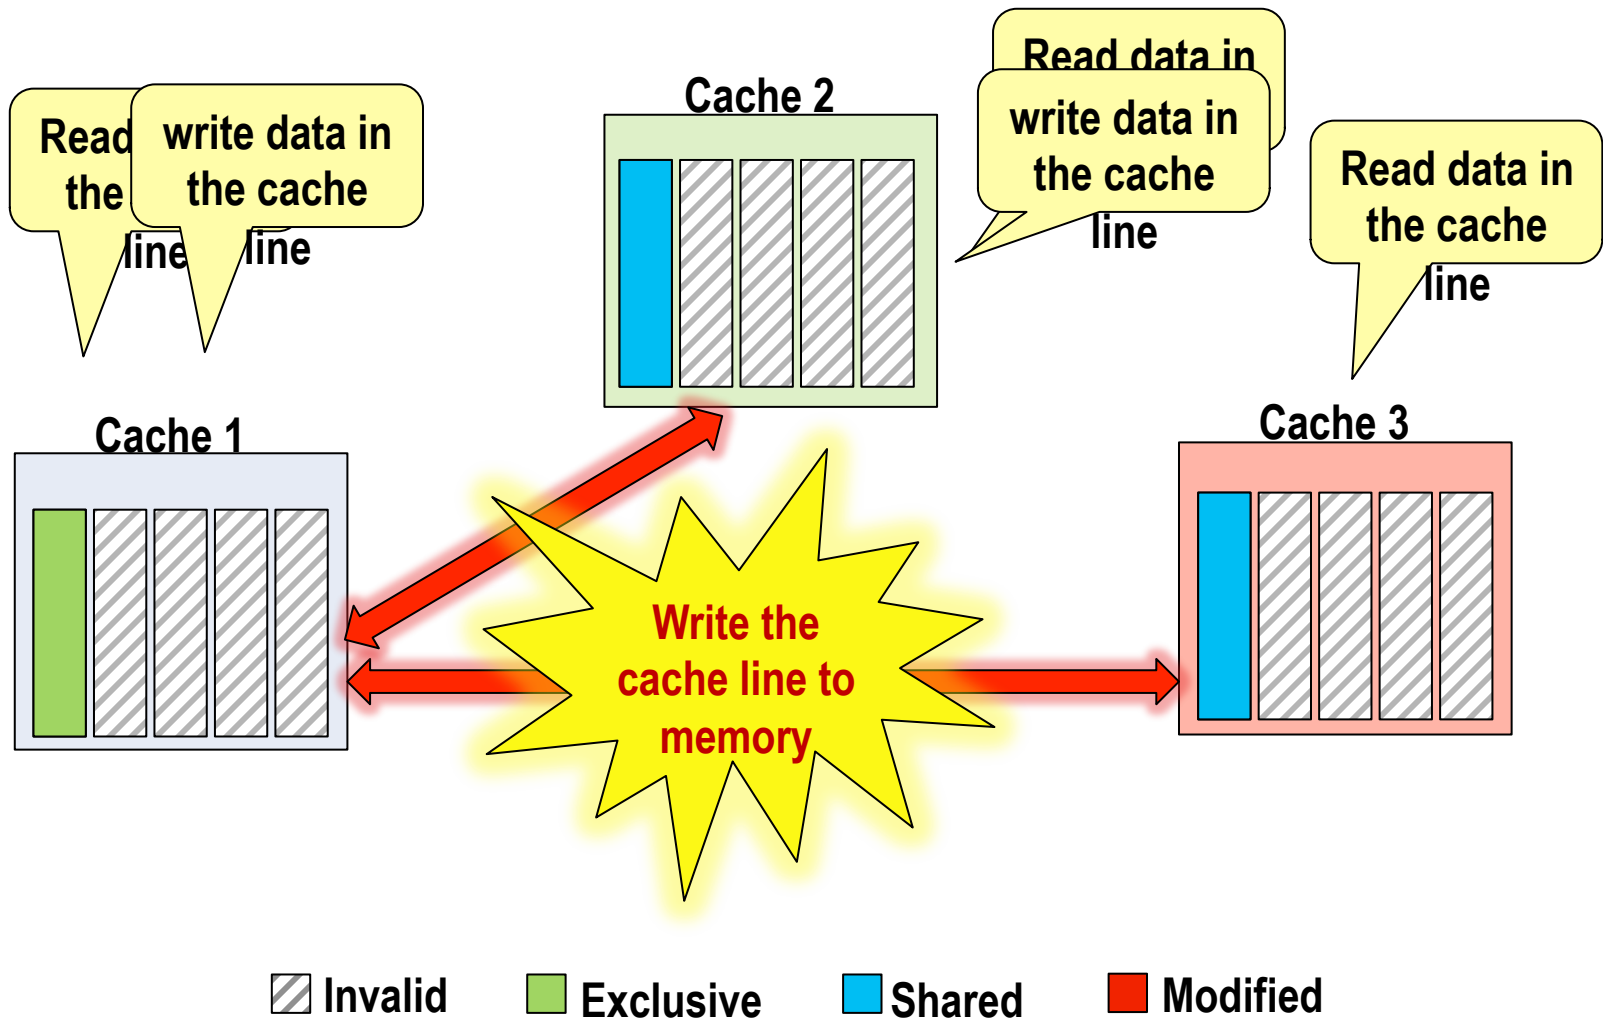 Cache 2
Read data in
write data in
the cache
line
Read
the
line
write data in
the cache
line
Read data in
the cache
line
Cache 1
Cache 3
Write the
cache line to
memory
Invalid
Exclusive
Shared
Modified